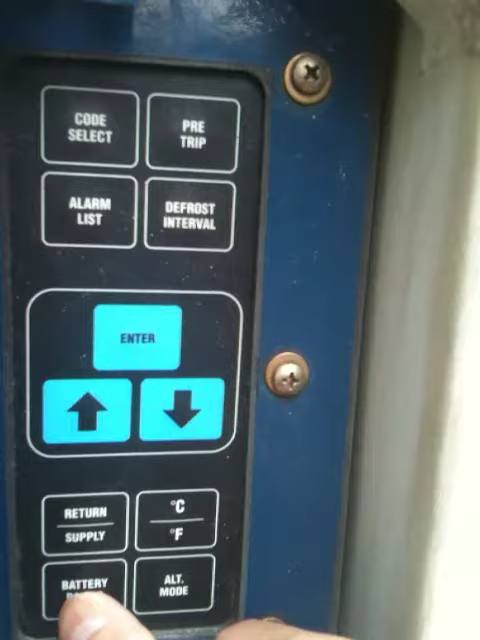 CODE
SELECT
PRE
TRIP
ALARM
LIST
DEFROST
INTERVAL
ENTER
RETURN
SUPPLY
°C
°F
BATTERY
ALT.
MODE